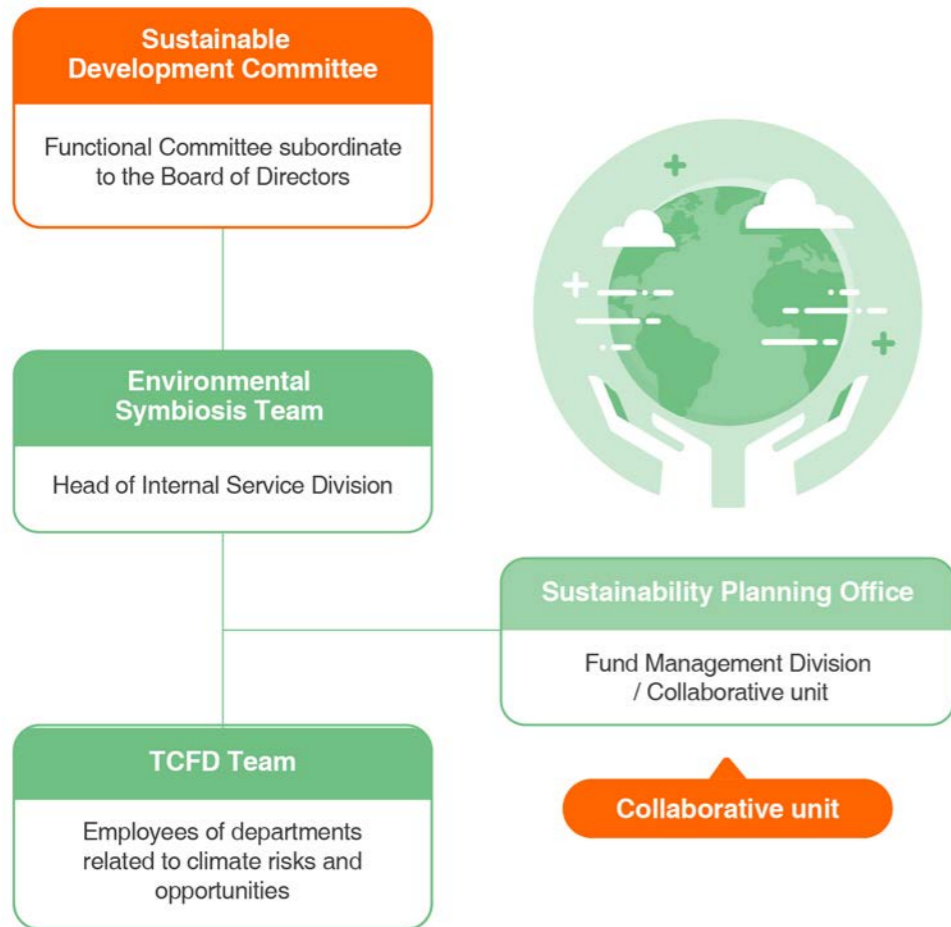 Sustainable
Development Committee
Functional Committee subordinate
to the Board of Directors
Environmental
Symbiosis Team
Head of Internal Service Division
Sustainability Planning Office
Fund Management Division
/ Collaborative unit
Collaborative unit
TCFD Team
Employees of departments
related to climate risks and
opportunities